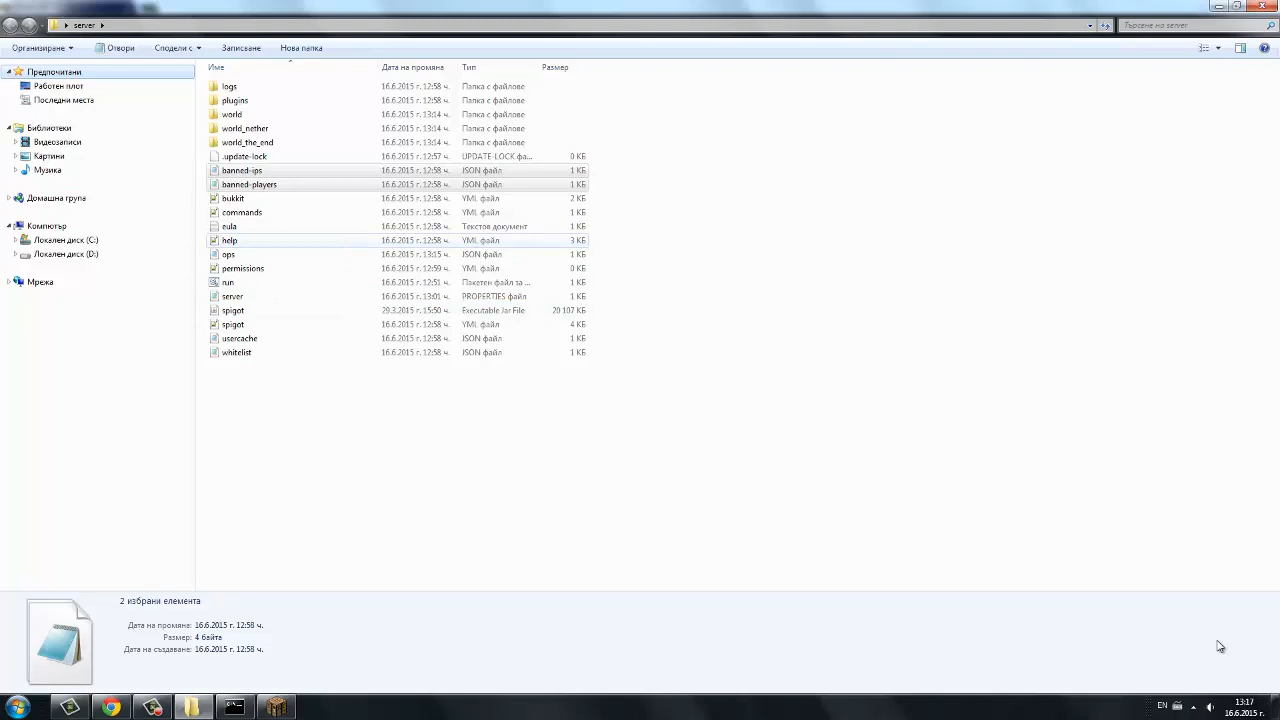 server
Търсене на server
Организиране
Отвори
Сподели с
Записване
Нова папка
Предпочитани
Работен плот
Последни места
Библиотеки
Видеозаписи
Картини
Музика
Домашна група
Компютър
Локален диск (C:)
Локален диск (D:)
Мрежа
Име Дата на промяна Тип Размер
logs 16.6.2015 г. 12:58 ч. Папка с файлове
plugins 16.6.2015 г. 12:58 ч. Папка с файлове
world 16.6.2015 г. 13:14 ч. Папка с файлове
world_nether 16.6.2015 г. 13:14 ч. Папка с файлове
world_the_end 16.6.2015 г. 13:14 ч. Папка с файлове
.update-lock 16.6.2015 г. 12:57 ч. UPDATE-LOCK фа... 0 КБ
banned-ips 16.6.2015 г. 12:58 ч. JSON файл 1 КБ
banned-players 16.6.2015 г. 12:58 ч. JSON файл 1 КБ
bukkit 16.6.2015 г. 12:58 ч. YML файл 2 КБ
commands 16.6.2015 г. 12:58 ч. YML файл 1 КБ
eula 16.6.2015 г. 12:58 ч. Текстов документ 1 КБ
help 16.6.2015 г. 12:58 ч. YML файл 3 КБ
ops 16.6.2015 г. 13:15 ч. JSON файл 1 КБ
permissions 16.6.2015 г. 12:59 ч. YML файл 0 КБ
run 16.6.2015 г. 12:51 ч. Пакетен файл за ... 1 КБ
server 16.6.2015 г. 13:01 ч. PROPERTIES файл 1 КБ
spigot 29.3.2015 г. 15:50 ч. Executable Jar File 20 107 КБ
spigot 16.6.2015 г. 12:58 ч. YML файл 4 КБ
usercache 16.6.2015 г. 12:58 ч. JSON файл 1 КБ
whitelist 16.6.2015 г. 12:58 ч. JSON файл 1 КБ
2 избрани елемента
Дата на промяна: 16.6.2015 г. 12:58 ч.
Размер: 4 байта
Дата на създаване: 16.6.2015 г. 12:58 ч.
EN
13:17
16.6.2015 г.